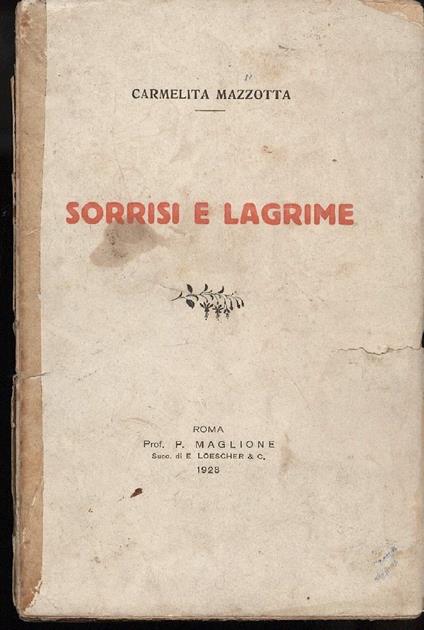 CARMELITA MAZZOTTA
SORRISI E LAGRIME
ROMA
Prof. P. MAGLIONE
Succ. di E. LOESCHER & C.
1928